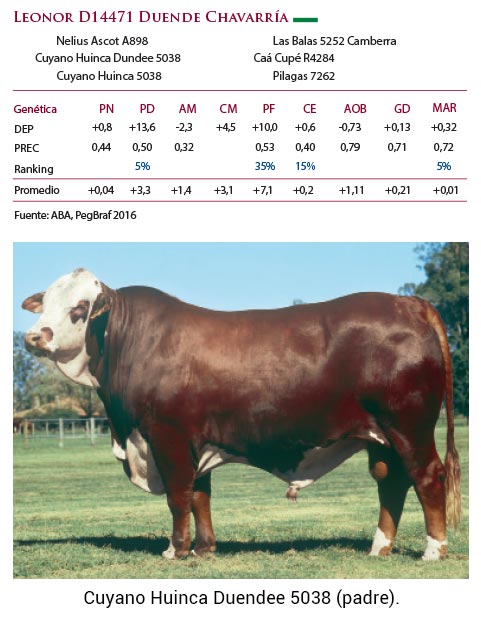 Leonor D14471 Duende Chavarría
Nelius Ascot A898 Las Balas 5252 Camberra
Cuyano Huinca Dundee 5038 Caá Cupé R4284
Cuyano Huinca 5038 Pilagas 7262
Genética PN PD AM CM PF CE AOB GD MAR
DEP +0,8 +13,6 -2,3 +4,5 +10,0 +0,6 -0,73 +0,13 +0,32
PREC 0,44 0,50 0,32 0,53 0,40 0,79 0,71 0,72
Ranking 5% 35% 15% 5%
Promedio +0,04 +3,3 +1,4 +3,1 +7,1 +0,2 +1,11 +0,21 +0,01
Fuente: ABA, PegBraf 2016
Cuyano Huinca Duendee 5038 (padre).